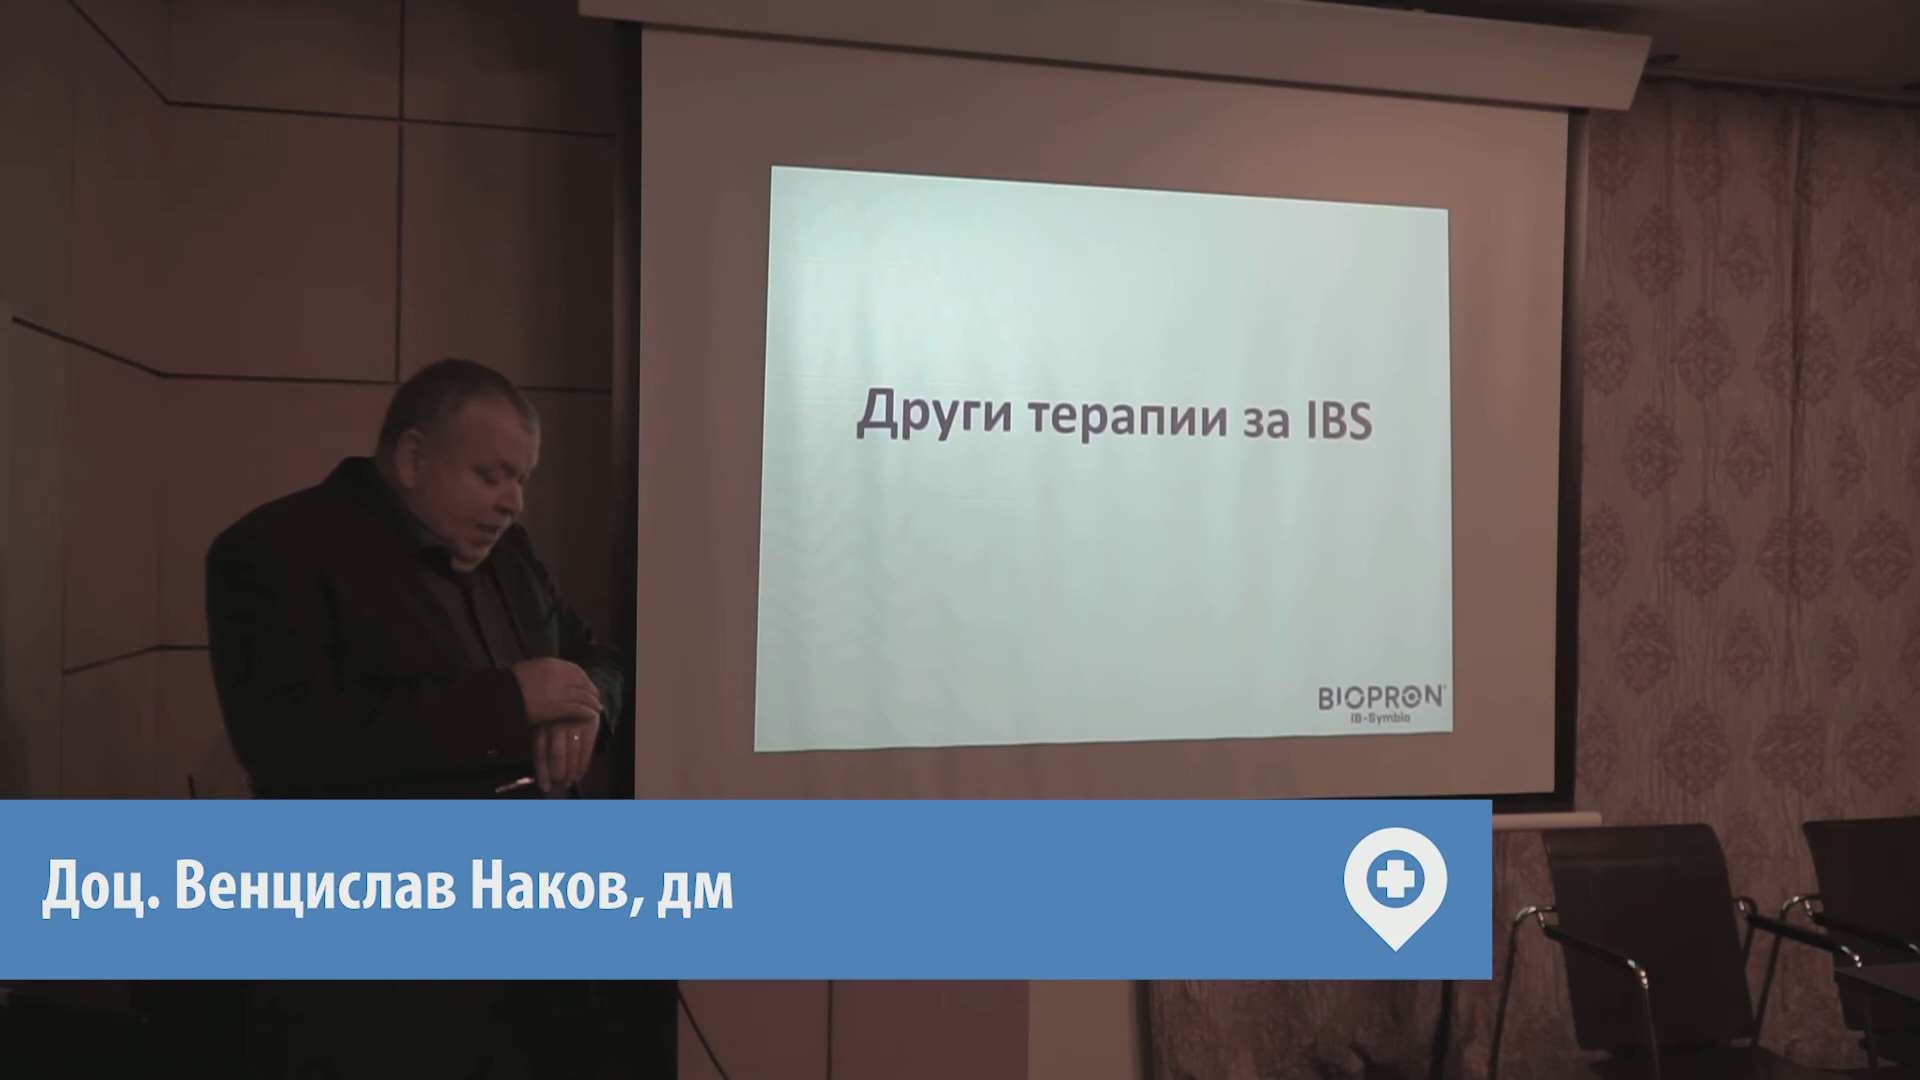 Други терапии за IBS
BIOPRON
IB-Symbio
Доц. Венцислав Наков, дм